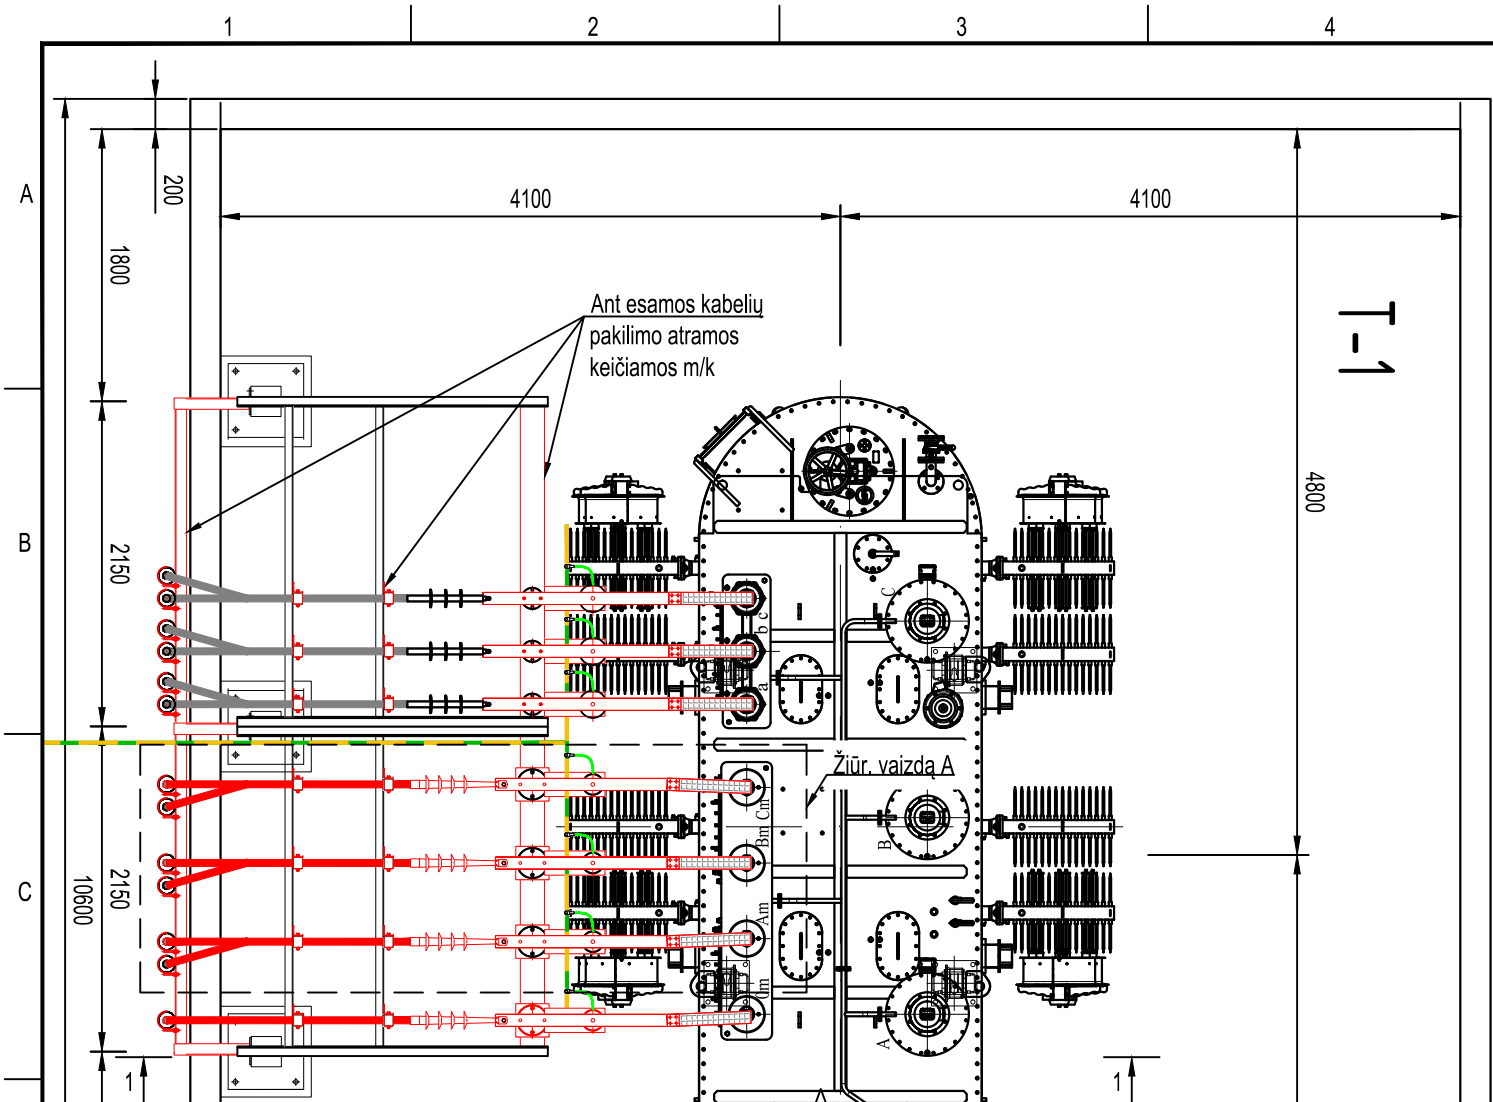 1 2 3 4
A
200
4100 4100
1800
Ant esamos kabelių
pakilimo atramos
keičiamos m/k
T-1
4800
B
2150
C
b c
a
Žiūr. vaizdą A
Cm
Bm
B
C
2150
10600
Am
0m
A
1 1